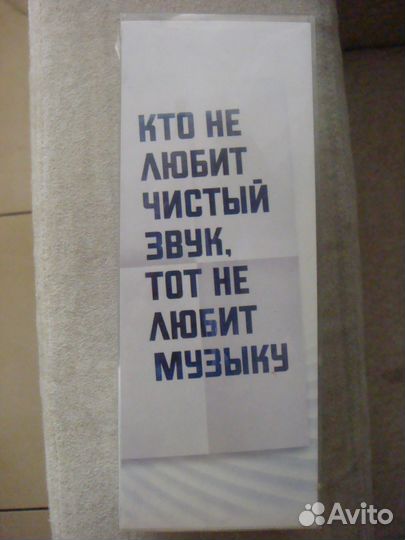 КТО НЕ
ЛЮБИТ
ЧИСТЫЙ
ЗВУК,
ТОТ НЕ
ЛЮБИТ
МУЗЫКУ
Avito